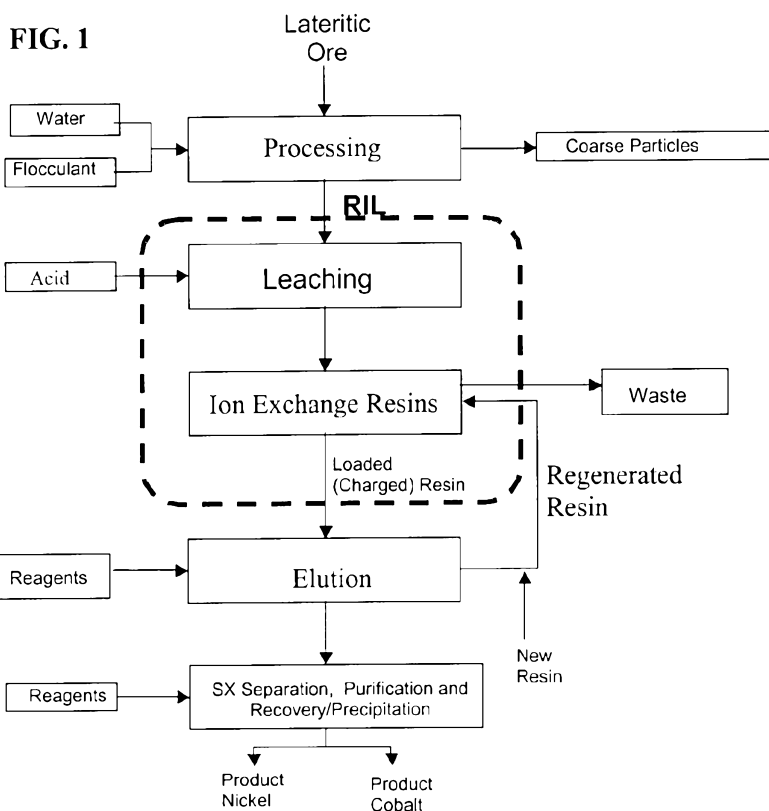 FIG. 1
Lateritic
Ore
Water
Flocculant
Processing
Coarse Particles
RIL
Acid
Leaching
Ion Exchange Resins
Waste
Loaded
(Charged) Resin
Regenerated
Resin
Reagents
Elution
New
Resin
Reagents
SX Separation, Purification and
Recovery/Precipitation
Product
Nickel
Product
Cobalt